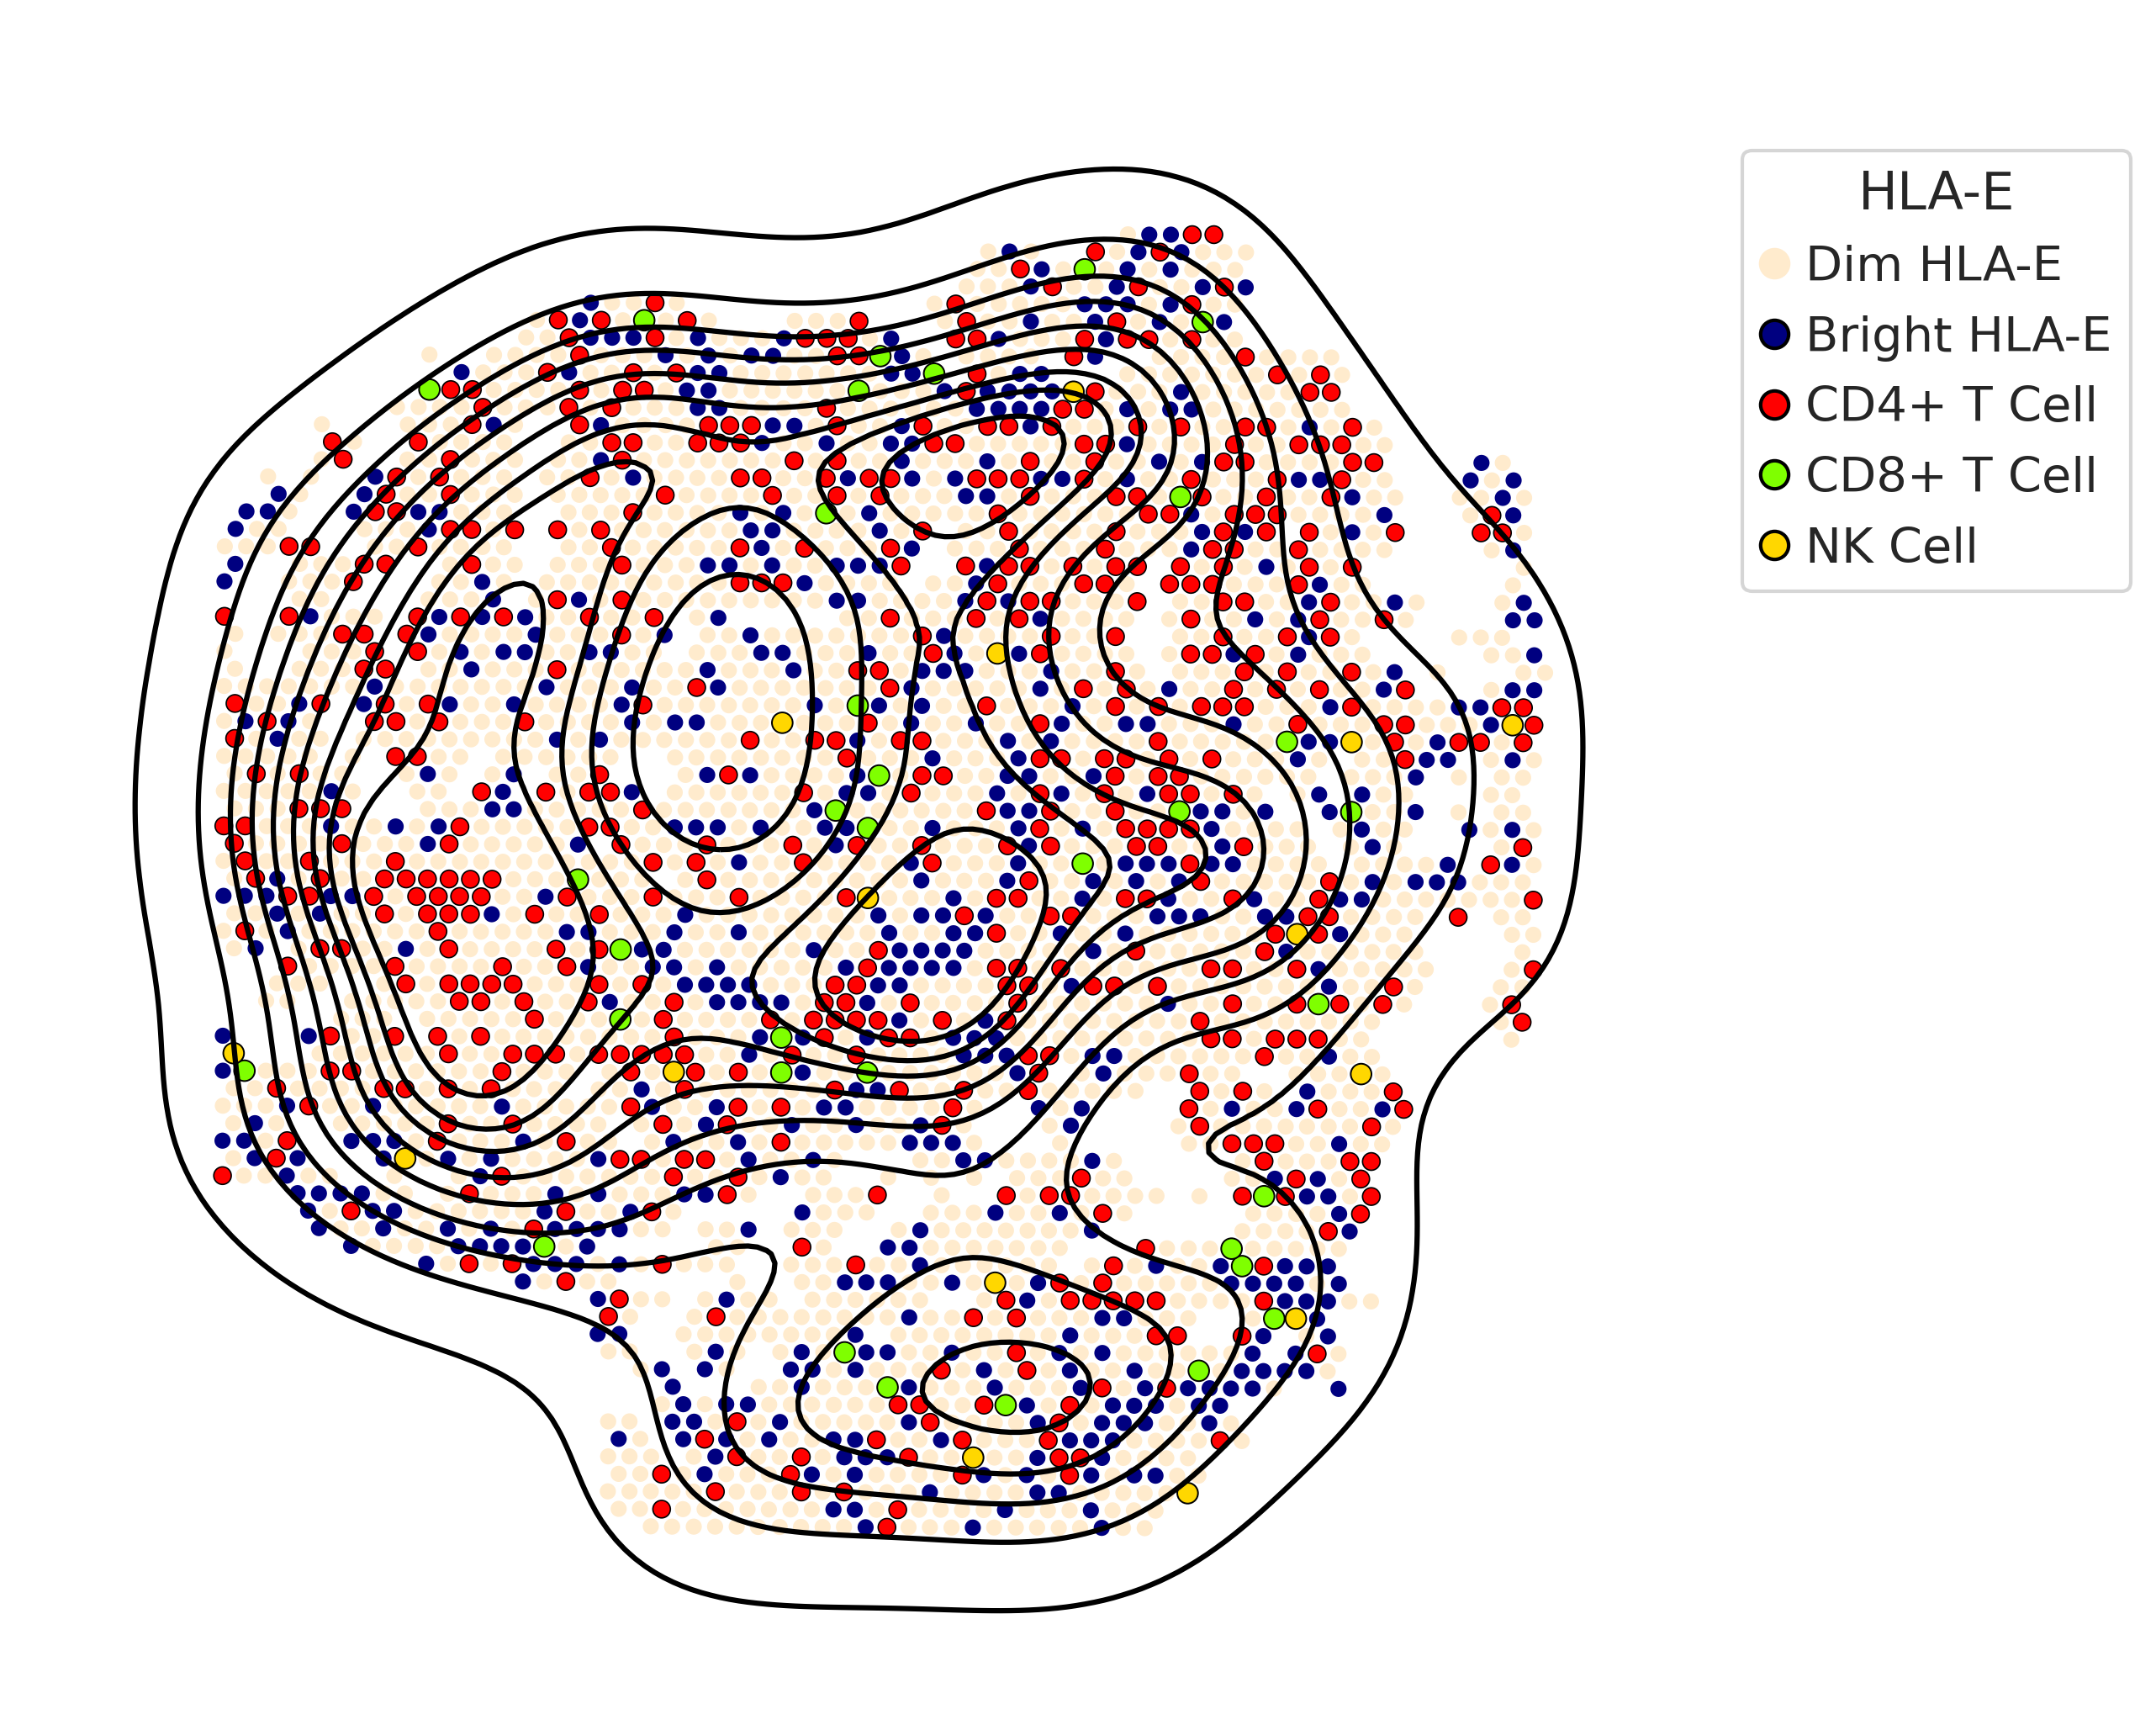 HLA-E
Dim HLA-E
Bright HLA-E
CD4+ T Cell
CD8+ T Cell
NK Cell